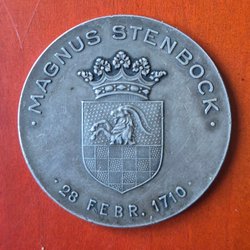 · MAGNUS STENBOCK ·
28 FEBR. 1710 ·